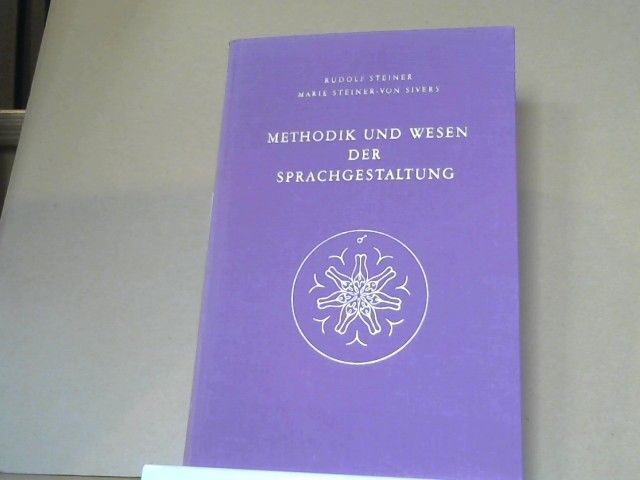 RUDOLF STEINER
MARIE STEINER-VON SIVERS
METHODIK UND WESEN
DER
SPRACHGESTALTUNG